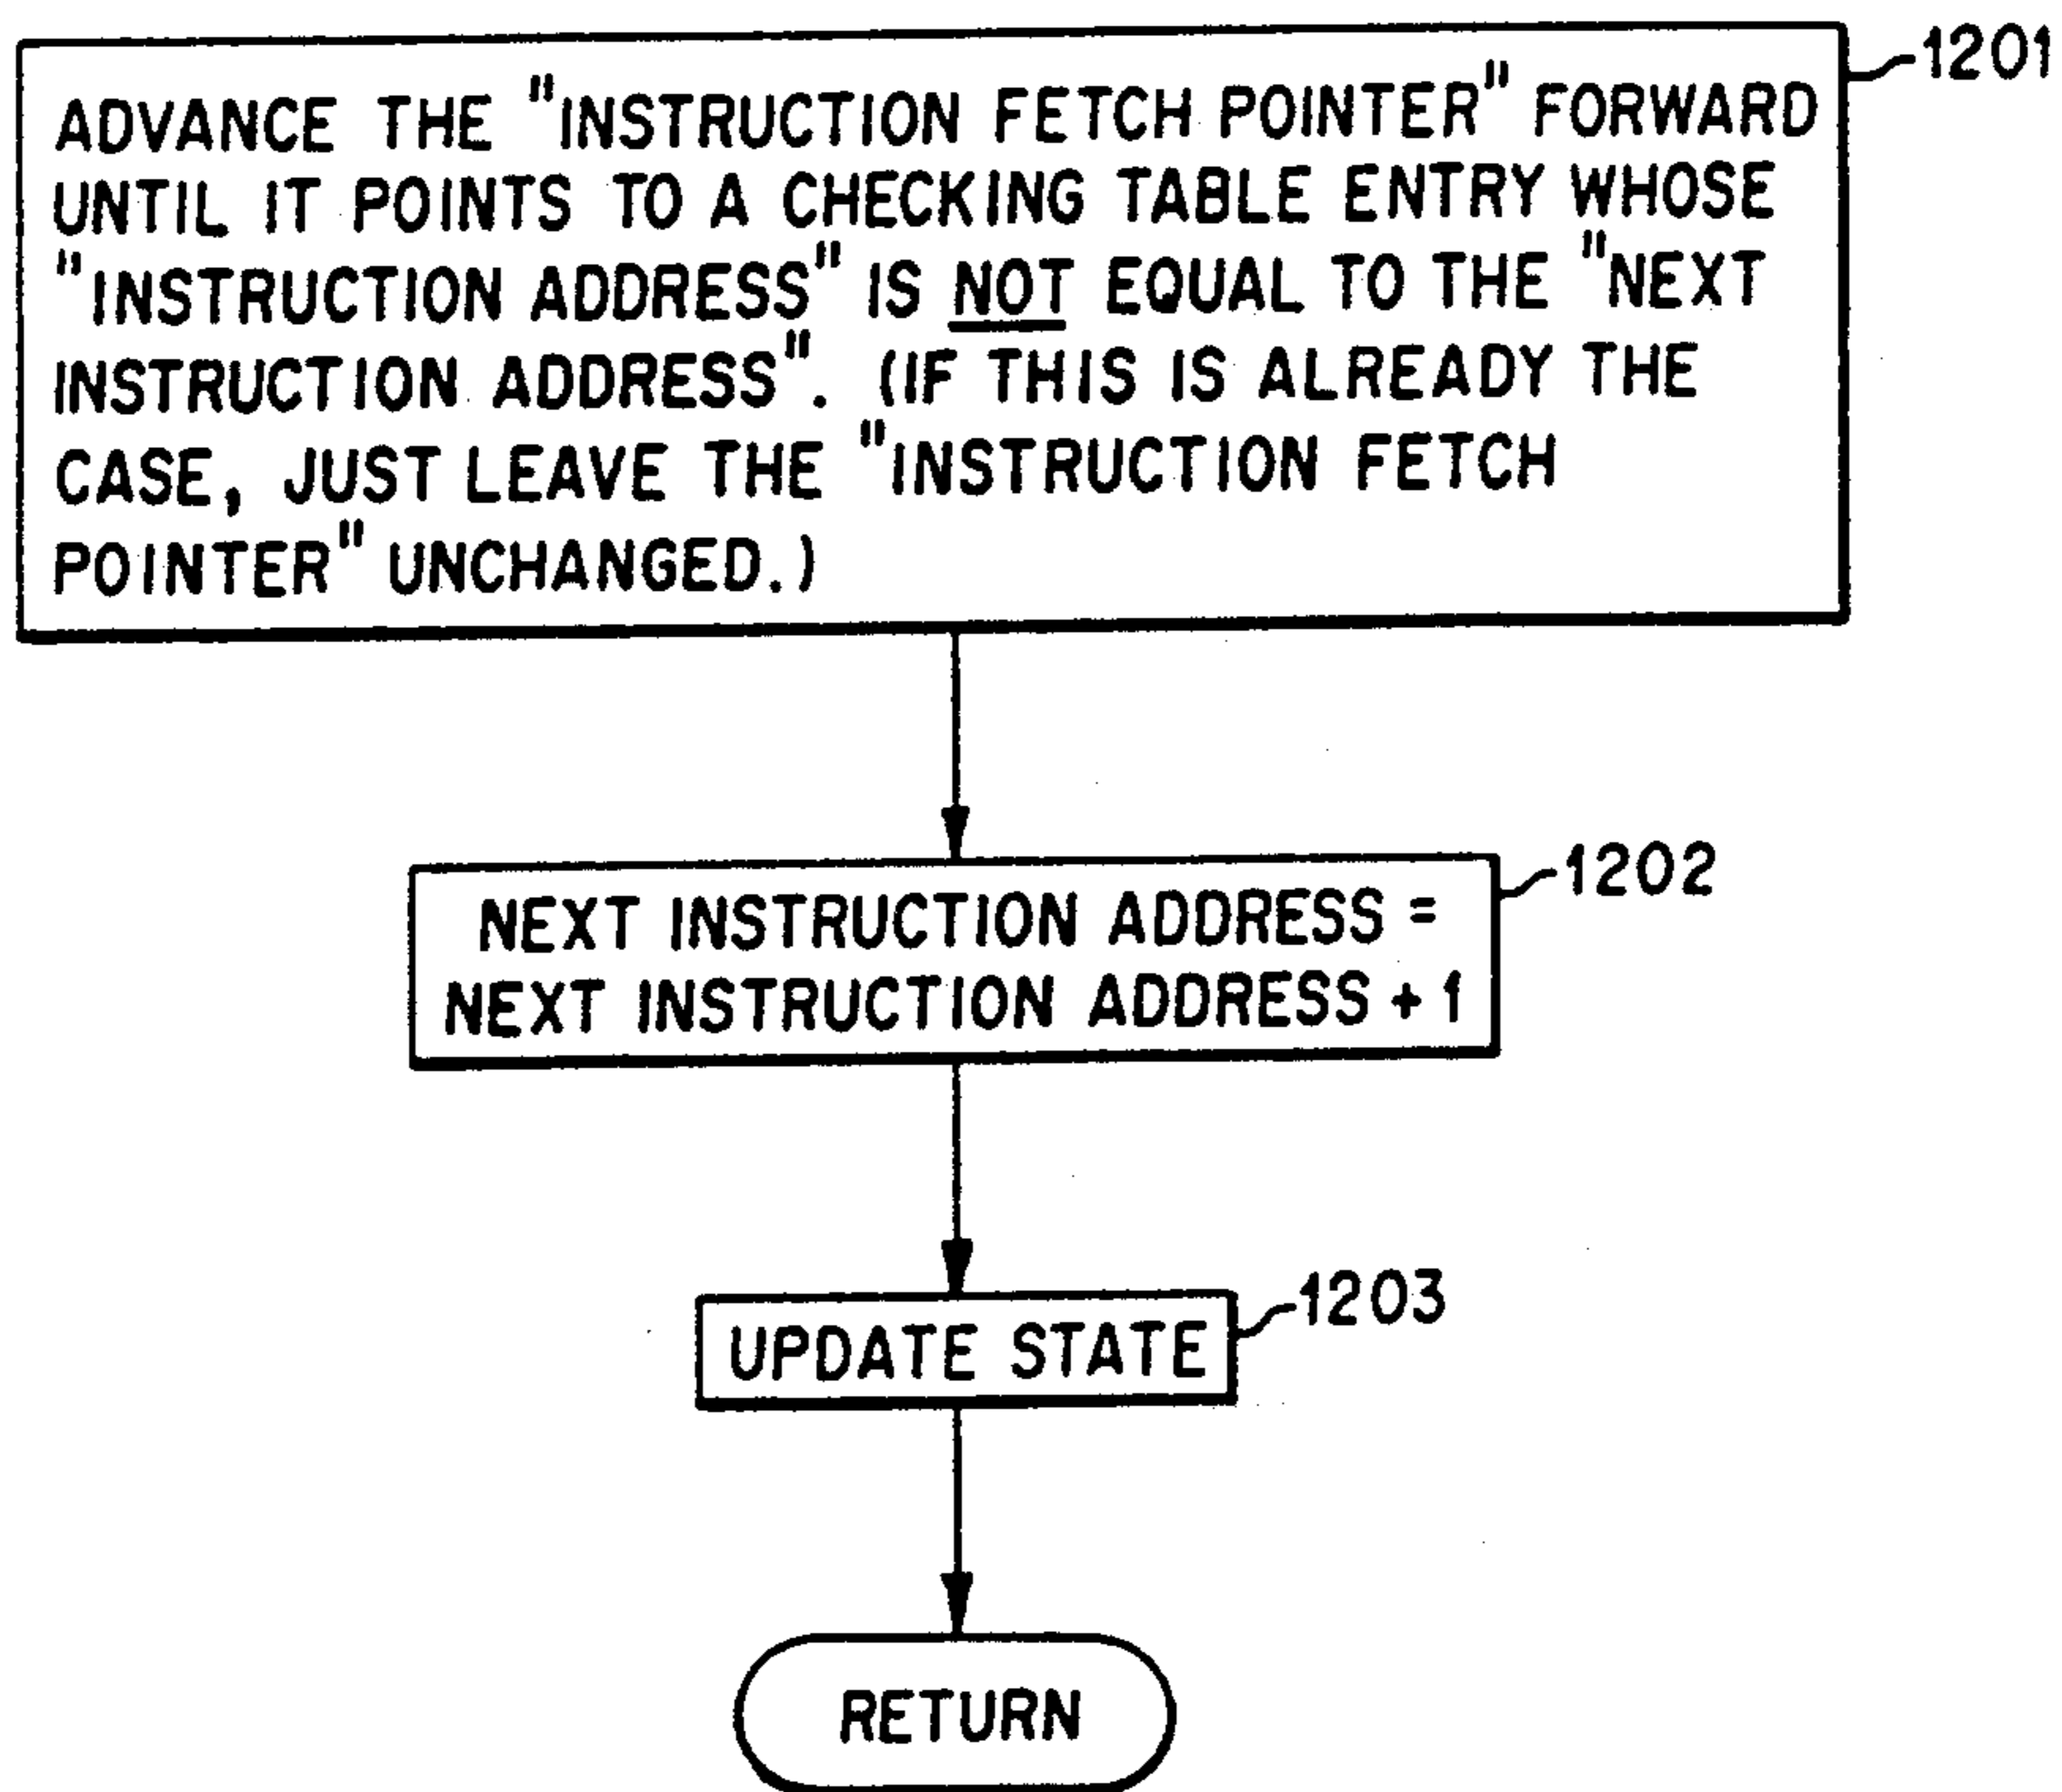 1201
ADVANCE THE "INSTRUCTION FETCH POINTER" FORWARD
UNTIL IT POINTS TO A CHECKING TABLE ENTRY WHOSE
"INSTRUCTION ADDRESS" IS NOT EQUAL TO THE "NEXT
INSTRUCTION ADDRESS". (IF THIS IS ALREADY THE
CASE, JUST LEAVE THE "INSTRUCTION FETCH
POINTER" UNCHANGED.)
1202
NEXT INSTRUCTION ADDRESS =
NEXT INSTRUCTION ADDRESS + 1
1203
UPDATE STATE
RETURN